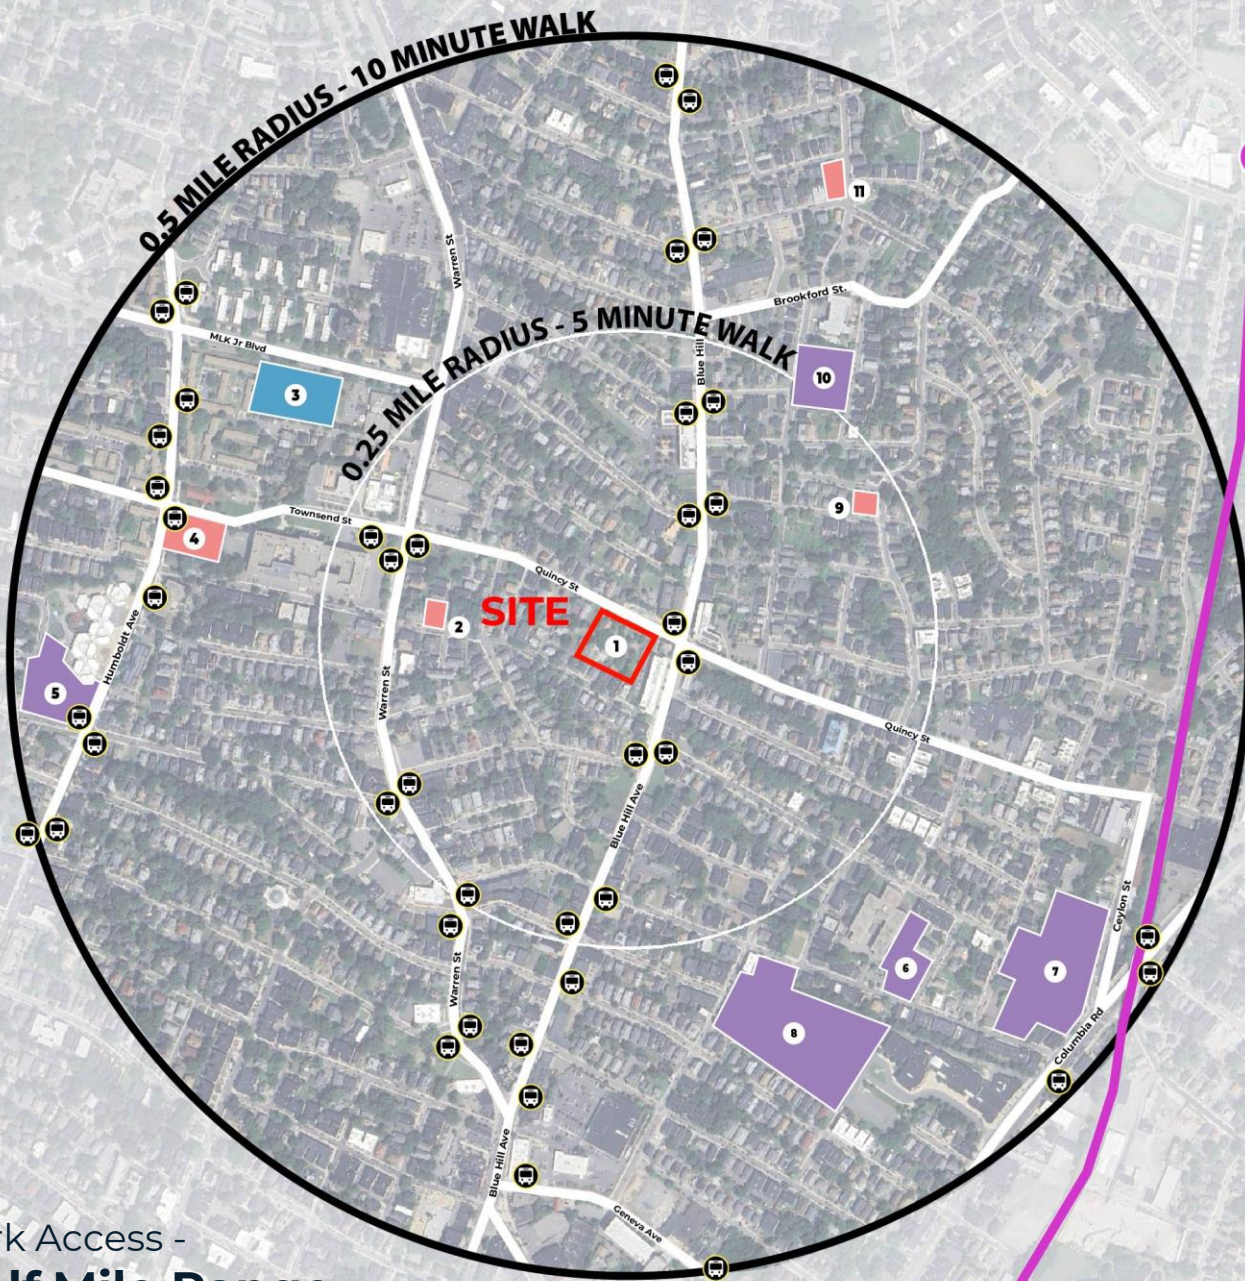 0.5 MILE RADIUS - 10 MINUTE WALK
11
Warren St
Brookford St.
0.25 MILE RADIUS - 5 MINUTE WALK
MLK Jr Blvd
Blue Hill
10
3
9
Townsend St
4
Quincy St
SITE
2
1
Humboldt Ave
5
Warren St
Quincy St
Blue Hill Ave
Ceylon St
6
7
Warren St
8
Columbia Rd
Blue Hill Ave
Geneva Ave
rk Access -